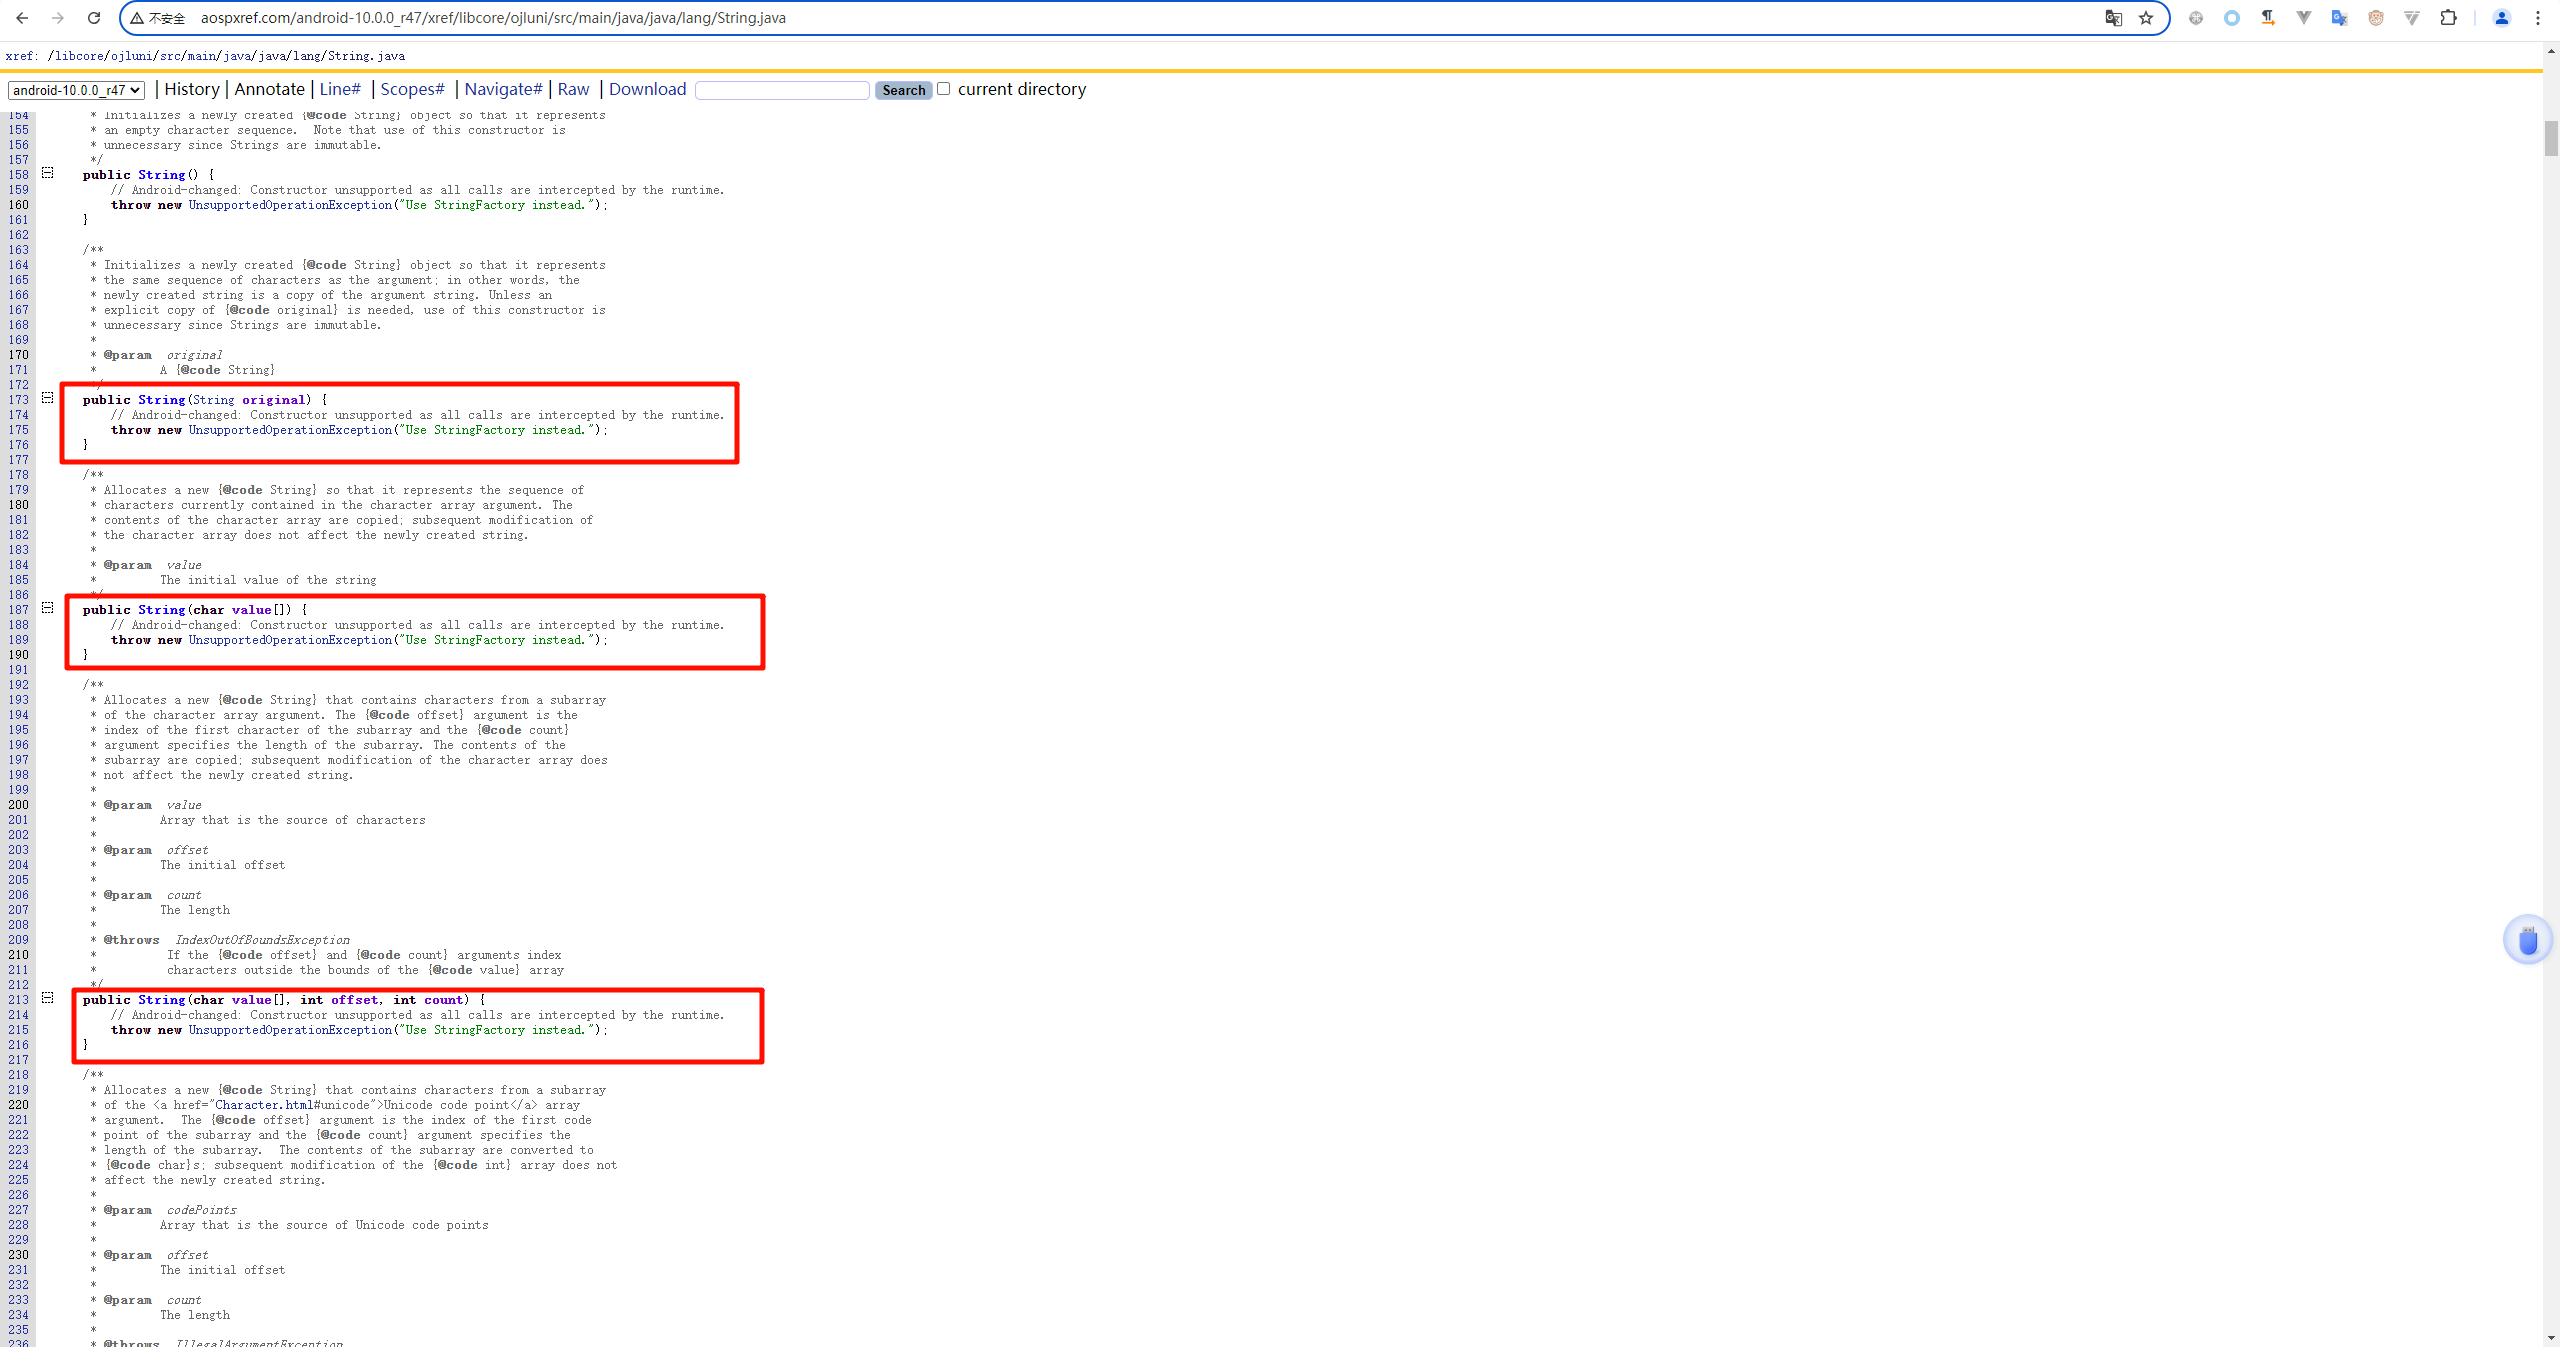 不安全 aospxref.com/android-10.0.0_r47/xref/libcore/ojluni/src/main/java/java/lang/String.java
xref: /libcore/ojluni/src/main/java/java/lang/String.java
android-10.0.0_r47 | History | Annotate | Line# | Scopes# | Navigate# | Raw | Download Search current directory
154 * Initializes a newly created {@code String} object so that it represents
155 * an empty character sequence.  Note that use of this constructor is
156 * unnecessary since Strings are immutable.
157 */
158 public String() {
159 // Android-changed: Constructor unsupported as all calls are intercepted by the runtime.
160 throw new UnsupportedOperationException("Use StringFactory instead.");
161 }
162
163 /**
164 * Initializes a newly created {@code String} object so that it represents
165 * the same sequence of characters as the argument; in other words, the
166 * newly created string is a copy of the argument string. Unless an
167 * explicit copy of {@code original} is needed, use of this constructor is
168 * unnecessary since Strings are immutable.
169 *
170 * @param  original
171 * A {@code String}
172 */
173 public String(String original) {
174 // Android-changed: Constructor unsupported as all calls are intercepted by the runtime.
175 throw new UnsupportedOperationException("Use StringFactory instead.");
176 }
177
178 /**
179 * Allocates a new {@code String} so that it represents the sequence of
180 * characters currently contained in the character array argument. The
181 * contents of the character array are copied; subsequent modification of
182 * the character array does not affect the newly created string.
183 *
184 * @param  value
185 * The initial value of the string
186 */
187 public String(char value[]) {
188 // Android-changed: Constructor unsupported as all calls are intercepted by the runtime.
189 throw new UnsupportedOperationException("Use StringFactory instead.");
190 }
191
192 /**
193 * Allocates a new {@code String} that contains characters from a subarray
194 * of the character array argument. The {@code offset} argument is the
195 * index of the first character of the subarray and the {@code count}
196 * argument specifies the length of the subarray. The contents of the
197 * subarray are copied; subsequent modification of the character array does
198 * not affect the newly created string.
199 *
200 * @param  value
201 * Array that is the source of characters
202 *
203 * @param  offset
204 * The initial offset
205 *
206 * @param  count
207 * The length
208 *
209 * @throws  IndexOutOfBoundsException
210 * If the {@code offset} and {@code count} arguments index
211 * characters outside the bounds of the {@code value} array
212 */
213 public String(char value[], int offset, int count) {
214 // Android-changed: Constructor unsupported as all calls are intercepted by the runtime.
215 throw new UnsupportedOperationException("Use StringFactory instead.");
216 }
217
218 /**
219 * Allocates a new {@code String} that contains characters from a subarray
220 * of the <a href="Character.html#unicode">Unicode code point</a> array
221 * argument.  The {@code offset} argument is the index of the first code
222 * point of the subarray and the {@code count} argument specifies the
223 * length of the subarray.  The contents of the subarray are converted to
224 * {@code char}s; subsequent modification of the {@code int} array does not
225 * affect the newly created string.
226 *
227 * @param  codePoints
228 * Array that is the source of Unicode code points
229 *
230 * @param  offset
231 * The initial offset
232 *
233 * @param  count
234 * The length
235 *
236 * @throws  IllegalArgumentException